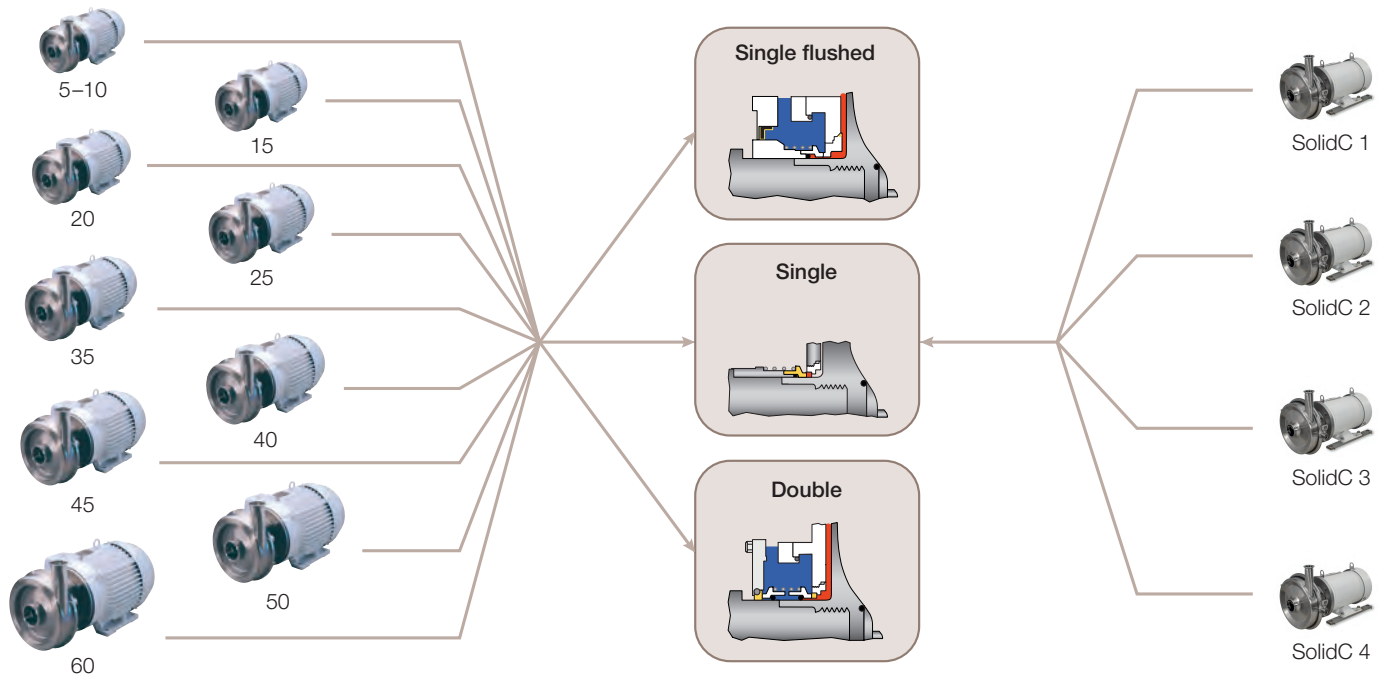 5–10
15
20
25
35
40
45
50
60
Single flushed
Single
Double
SolidC 1
SolidC 2
SolidC 3
SolidC 4